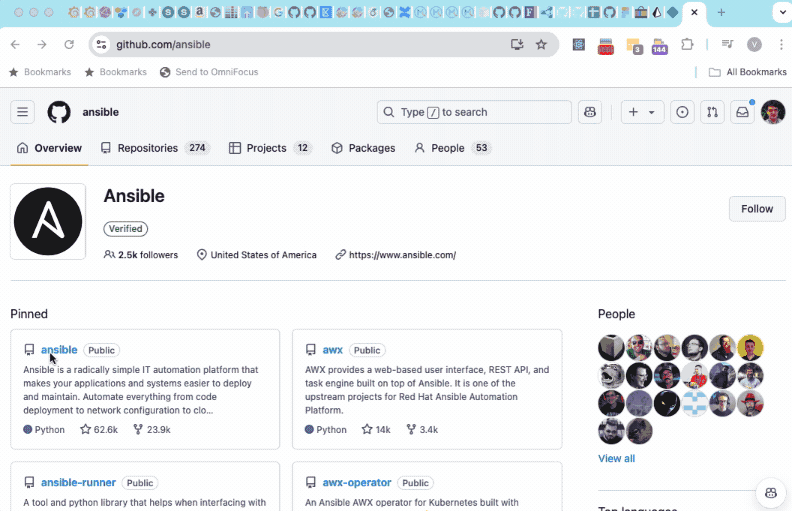 github.com/ansible
3
144
V
Bookmarks
Bookmarks
Send to OmniFocus
All Bookmarks
ansible
Type / to search
Overview
Repositories 274
Projects 12
Packages
People 53
Ansible
Verified
Follow
2.5k followers
United States of America
https://www.ansible.com/
Pinned
ansible Public
Ansible is a radically simple IT automation platform that
makes your applications and systems easier to deploy
and maintain. Automate everything from code
deployment to network configuration to clo...
Python 62.6k 23.9k
awx Public
AWX provides a web-based user interface, REST API, and
task engine built on top of Ansible. It is one of the
upstream projects for Red Hat Ansible Automation
Platform.
Python 14k 3.4k
People
View all
ansible-runner Public
A tool and python library that helps when interfacing with
awx-operator Public
An Ansible AWX operator for Kubernetes built with
Top languages